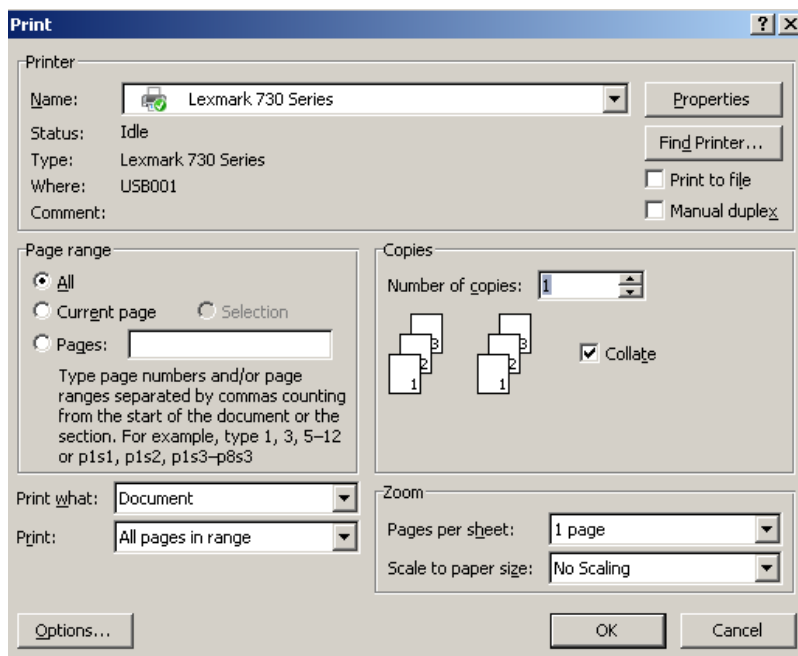 Print
Printer
Name: Lexmark 730 Series
Properties
Status: Idle
Find Printer...
Type: Lexmark 730 Series
Where: USB001
Print to file
Comment:
Manual duplex
Page range
All
Current page Selection
Pages:
Type page numbers and/or page
ranges separated by commas counting
from the start of the document or the
section. For example, type 1, 3, 5–12
or p1s1, p1s2, p1s3–p8s3
Copies
Number of copies: 1
3 3
2 2
1 1
Collate
Print what: Document
Print: All pages in range
Zoom
Pages per sheet: 1 page
Scale to paper size: No Scaling
Options...
OK
Cancel